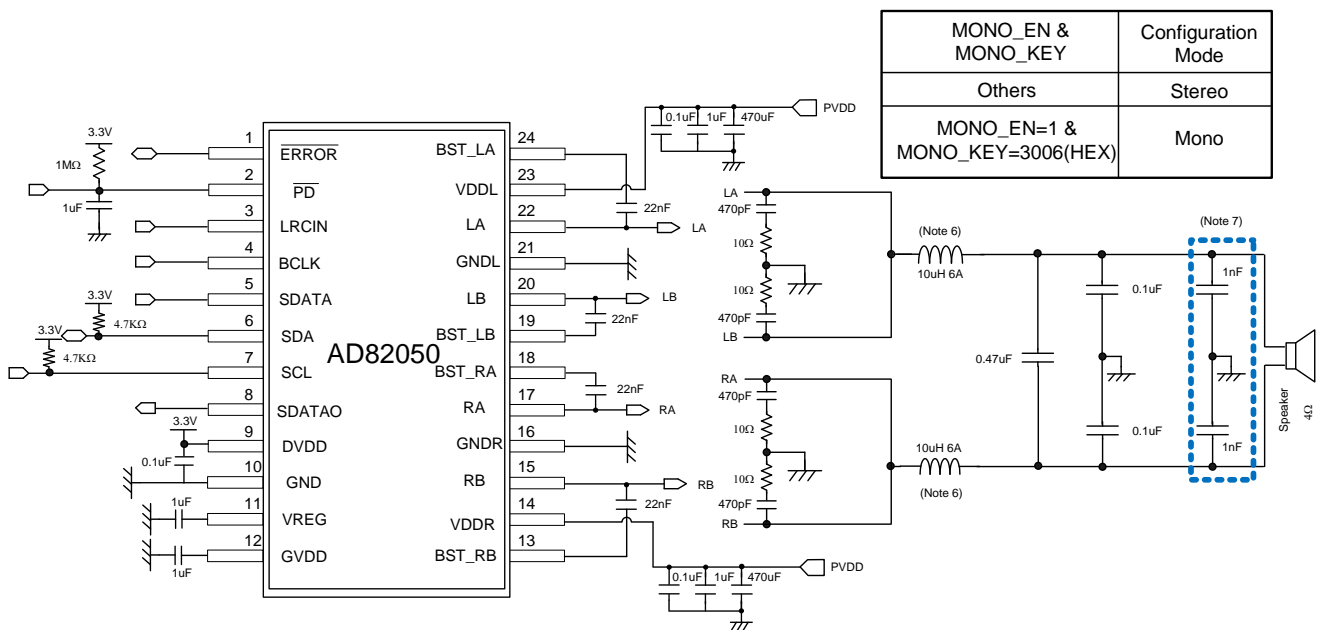 MONO_EN &
MONO_KEY
Configuration
Mode
Others
Stereo
MONO_EN=1 &
MONO_KEY=3006(HEX)
Mono
AD82050
1
ERROR
2
PD
3
LRCIN
4
BCLK
5
SDATA
6
SDA
7
SCL
8
SDATAO
9
DVDD
10
GND
11
VREG
12
GVDD
24
BST_LA
23
VDDL
22
LA
21
GNDL
20
LB
19
BST_LB
18
BST_RA
17
RA
16
GNDR
15
RB
14
VDDR
13
BST_RB
3.3V
1MΩ
1uF
3.3V
4.7KΩ
3.3V
4.7KΩ
3.3V
0.1uF
1uF
1uF
0.1uF
1uF
470uF
PVDD
22nF
LA
LB
22nF
22nF
RA
RB
22nF
0.1uF
1uF
470uF
PVDD
LA
470pF
10Ω
10Ω
470pF
LB
RA
470pF
10Ω
10Ω
470pF
RB
(Note 6)
10uH 6A
10uH 6A
(Note 6)
0.47uF
0.1uF
0.1uF
(Note 7)
1nF
1nF
Speaker
4Ω